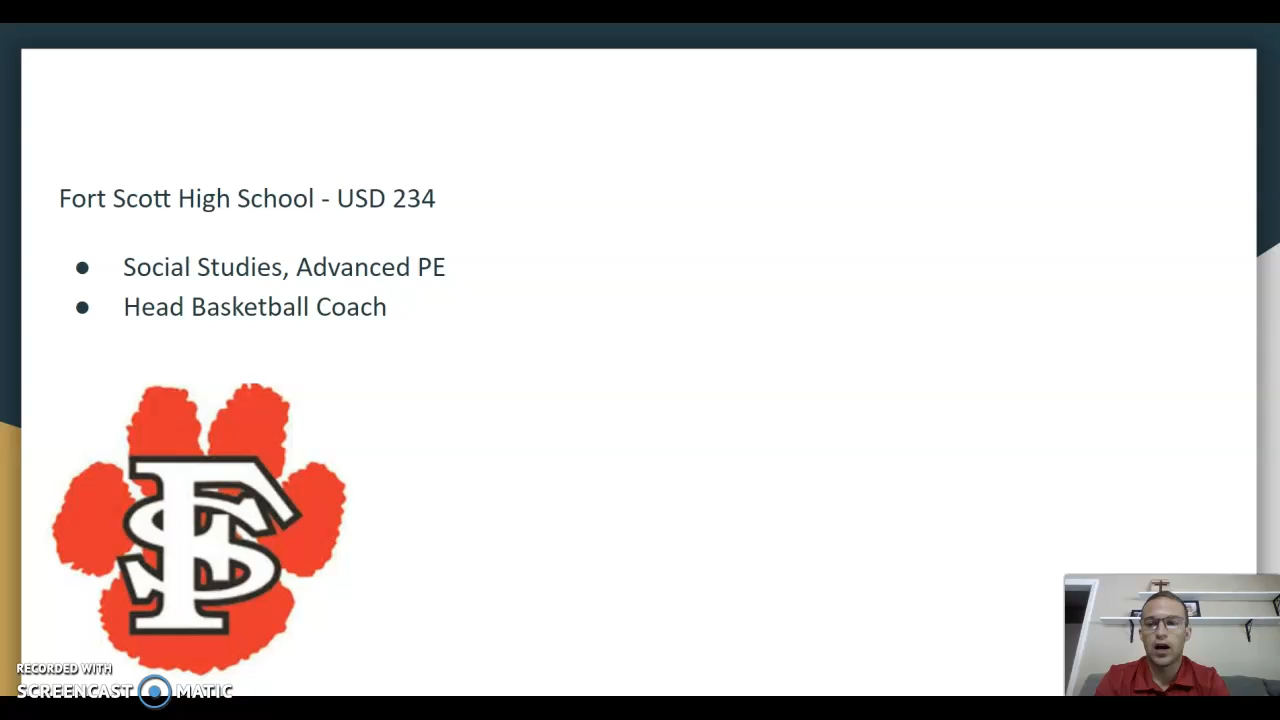 Fort Scott High School - USD 234
● Social Studies, Advanced PE
● Head Basketball Coach
FS
RECORDED WITH
SCREENCAST MATIC